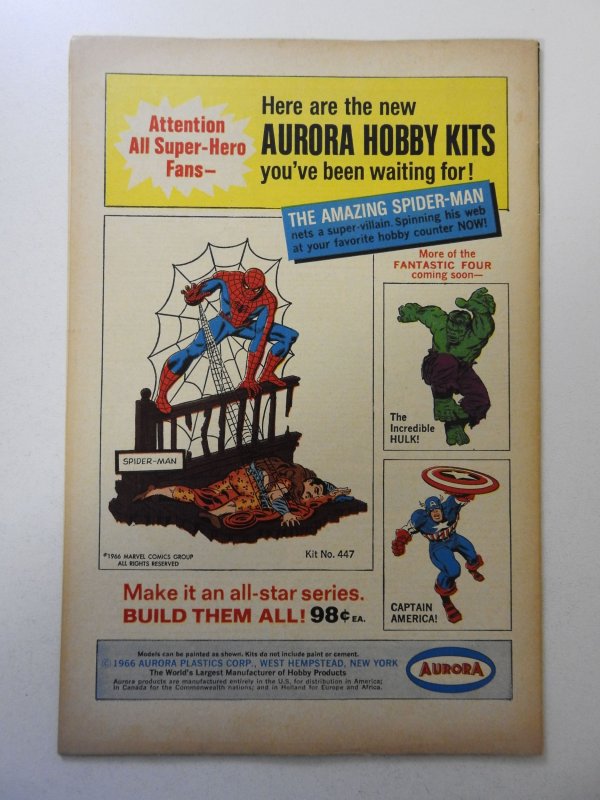 Attention
All Super-Hero
Fans—
Here are the new
AURORA HOBBY KITS
you've been waiting for!
THE AMAZING SPIDER-MAN
nets a super-villain. Spinning his web
at your favorite hobby counter NOW!
More of the
FANTASTIC FOUR
coming soon—
The
Incredible
HULK!
SPIDER-MAN
©1966 MARVEL COMICS GROUP
ALL RIGHTS RESERVED
Kit No. 447
CAPTAIN
AMERICA!
Make it an all-star series.
BUILD THEM ALL! 98¢ EA.
Models can be painted as shown. Kits do not include paint or cement.
©1966 AURORA PLASTICS CORP., WEST HEMPSTEAD, NEW YORK
The World's Largest Manufacturer of Hobby Products
Aurora products are manufactured entirely in the U.S. for distribution in America;
in Canada for the Commonwealth nations; and in Holland for Europe and Africa.
AURORA